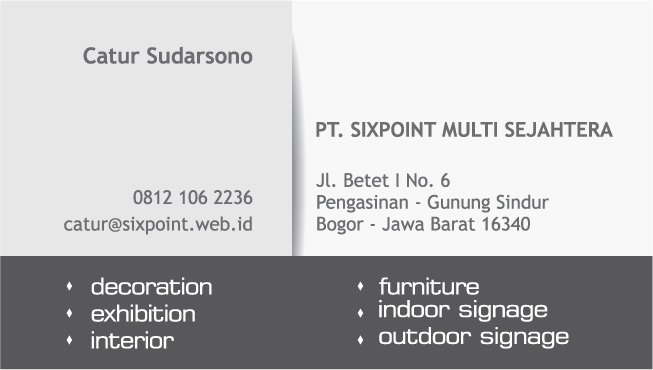 Catur Sudarsono
0812 106 2236
catur@sixpoint.web.id
PT. SIXPOINT MULTI SEJAHTERA
Jl. Betet I No. 6
Pengasinan - Gunung Sindur
Bogor - Jawa Barat 16340
decoration
exhibition
interior
furniture
indoor signage
outdoor signage